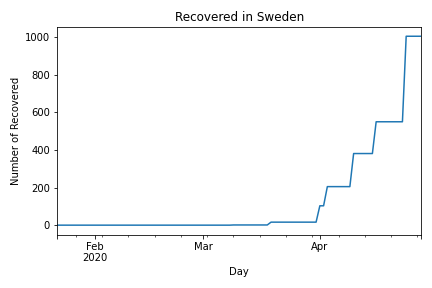 Recovered in Sweden
Number of Recovered
1000
800
600
400
200
0
Feb
2020
Mar
Apr
Day